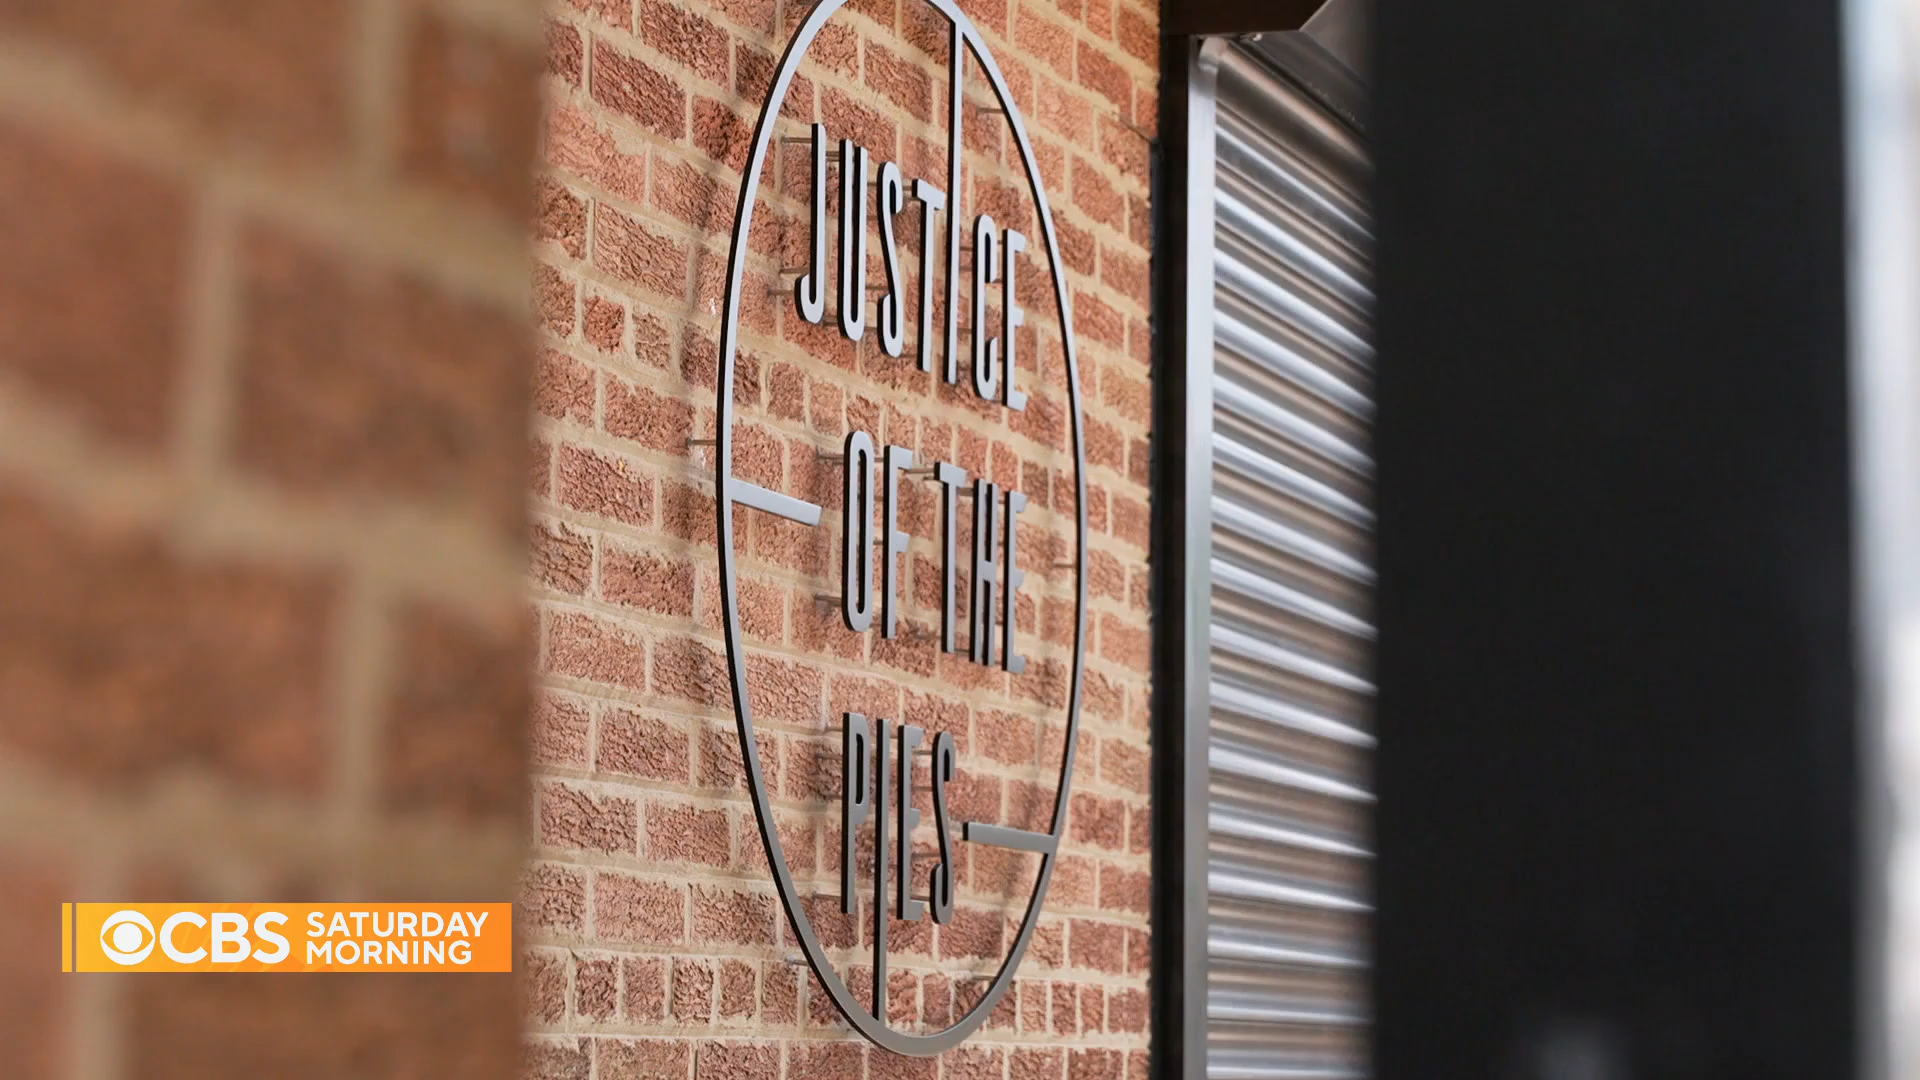 JUSTICE
OF THE
PIES
CBS SATURDAY
MORNING